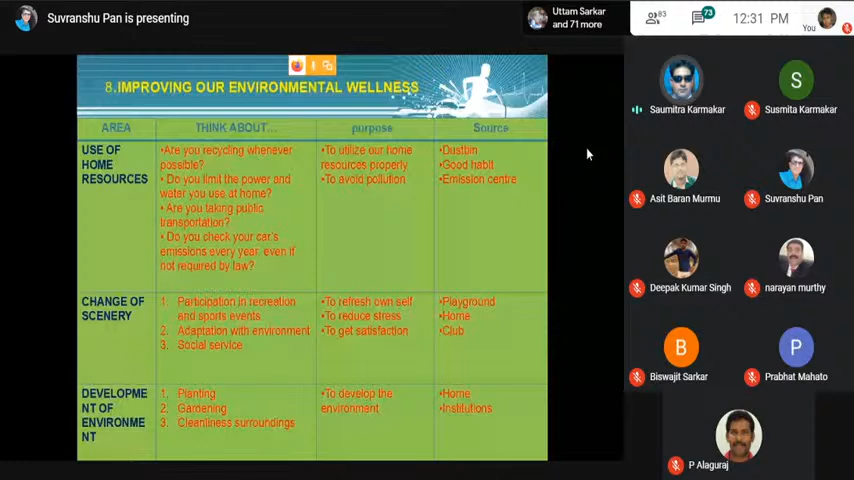 Suvranshu Pan is presenting
Uttam Sarkar
and 71 more
83
73
12:31 PM
You
8.IMPROVING OUR ENVIRONMENTAL WELLNESS
AREA
THINK ABOUT...
purpose
Source
USE OF
HOME
RESOURCES
•Are you recycling whenever
possible?
• Do you limit the power and
water you use at home?
• Are you taking public
transportation?
• Do you check your car's
emissions every year, even if
not required by law?
•To utilize our home
resources properly
•To avoid pollution
•Dustbin
•Good habit
•Emission centre
CHANGE OF
SCENERY
1. Participation in recreation
and sports events
2. Adaptation with environment
3. Social service
•To refresh own self
•To reduce stress
•To get satisfaction
•Playground
•Home
•Club
DEVELOPME
NT OF
ENVIRONME
NT
1. Planting
2. Gardening
3. Cleanliness surroundings
•To develop the
environment
•Home
•Institutions
Saumitra Karmakar
S
Susmita Karmakar
Asit Baran Murmu
Suvranshu Pan
Deepak Kumar Singh
narayan murthy
B
Biswajit Sarkar
P
Prabhat Mahato
P Alaguraj